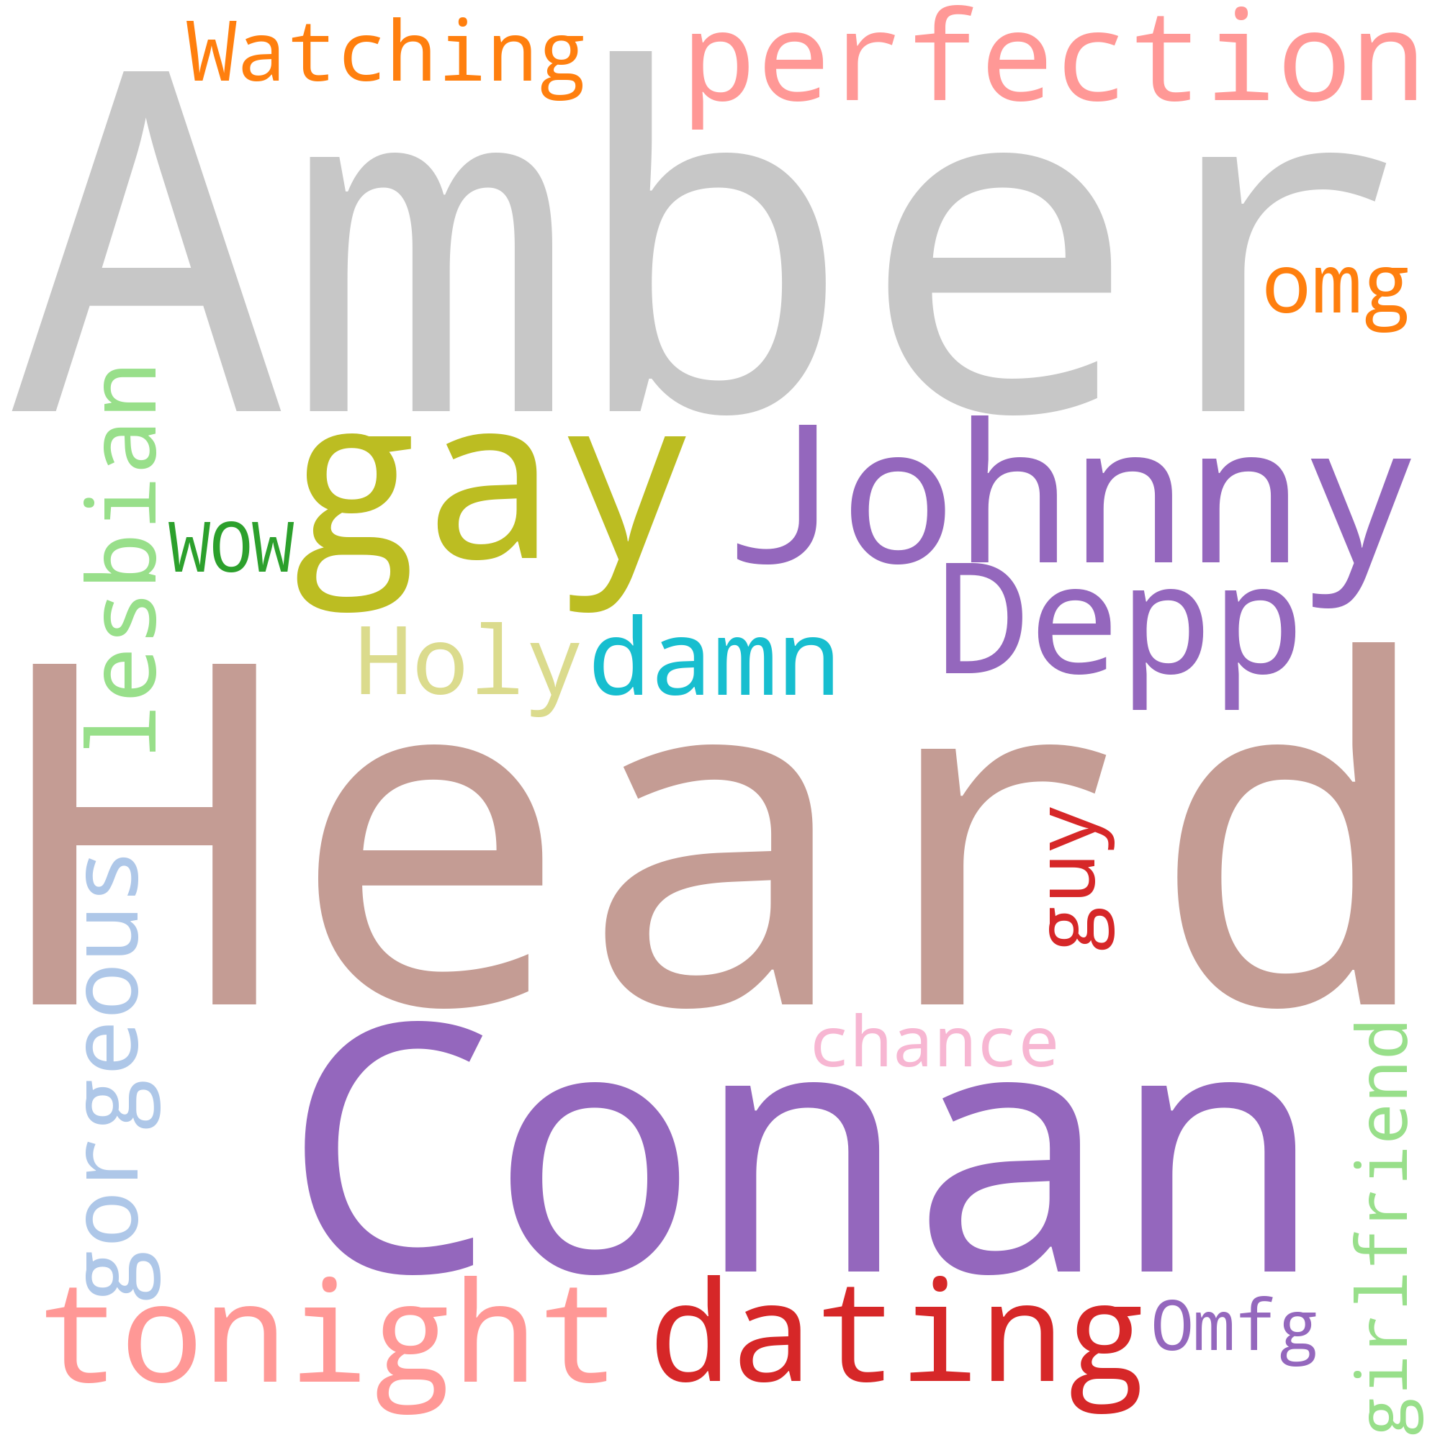 Watching
perfection
Amber
omg
lesbian
gay
Johnny
wow
Depp
Holy
damn
Heard
guy
gorgeous
Conan
chance
girlfriend
tonight
dating
Omfg